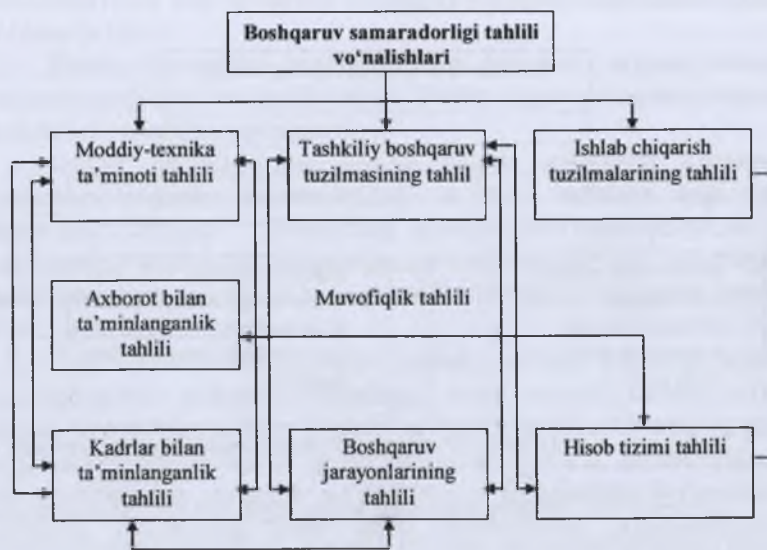 Boshqaruv samaradorligi tahlili
vo‘nalishlari
Moddiy-texnika
ta’minoti tahlili
Tashkiliy boshqaruv
tuzilmasining tahlil
Ishlab chiqarish
tuzilmalarining tahlili
Axborot bilan
ta’minlanganlik
tahlili
Muvofiqlik tahlili
Kadrlar bilan
ta’minlanganlik
tahlili
Boshqaruv
jarayonlarining
tahlili
Hisob tizimi tahlili